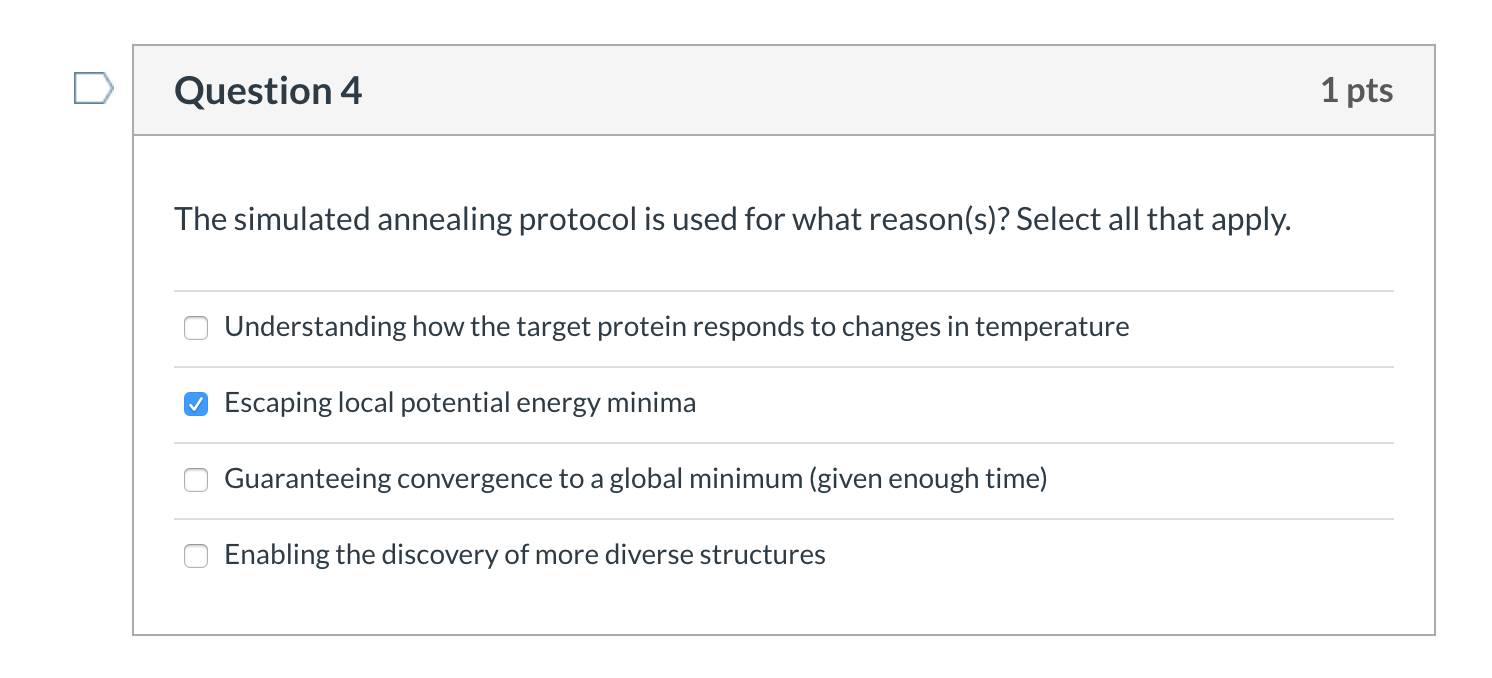 Question 4
1 pts
The simulated annealing protocol is used for what reason(s)? Select all that apply.
Understanding how the target protein responds to changes in temperature
Escaping local potential energy minima
Guaranteeing convergence to a global minimum (given enough time)
Enabling the discovery of more diverse structures